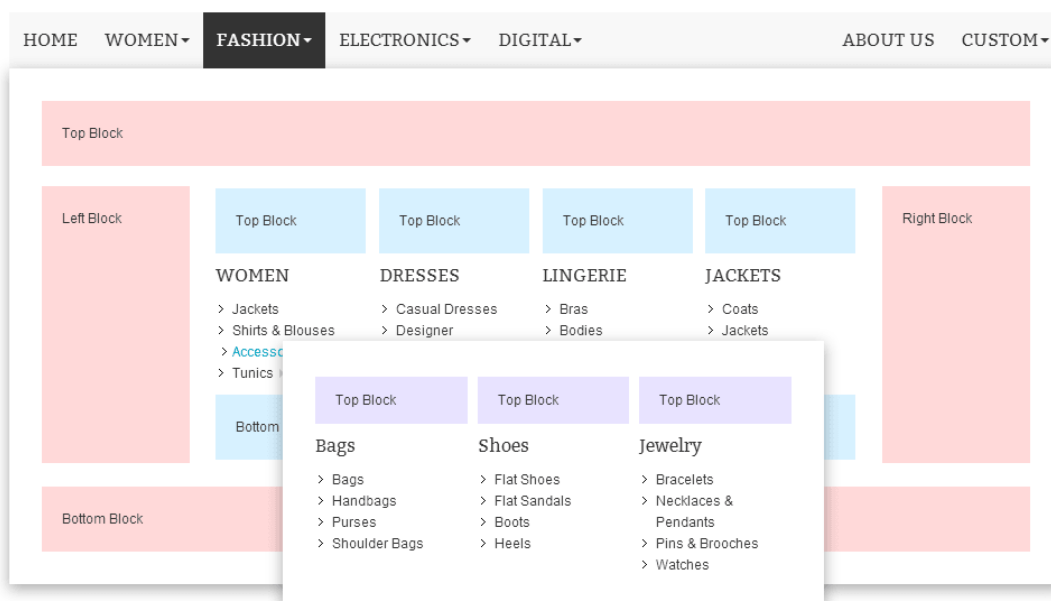 HOME WOMEN FASHION ELECTRONICS DIGITAL ABOUT US CUSTOM
Top Block
Left Block
Top Block Top Block Top Block Top Block
Right Block
WOMEN DRESSES LINGERIE JACKETS
Jackets Casual Dresses Bras Coats
Shirts & Blouses Designer Bodies Jackets
Tunics
Bottom
Bottom Block
Top Block Top Block Top Block
Bags Shoes Jewelry
Bags Flat Shoes Bracelets
Handbags Flat Sandals Necklaces &
Pendants
Purses Boots Pins & Brooches
Shoulder Bags Heels Watches